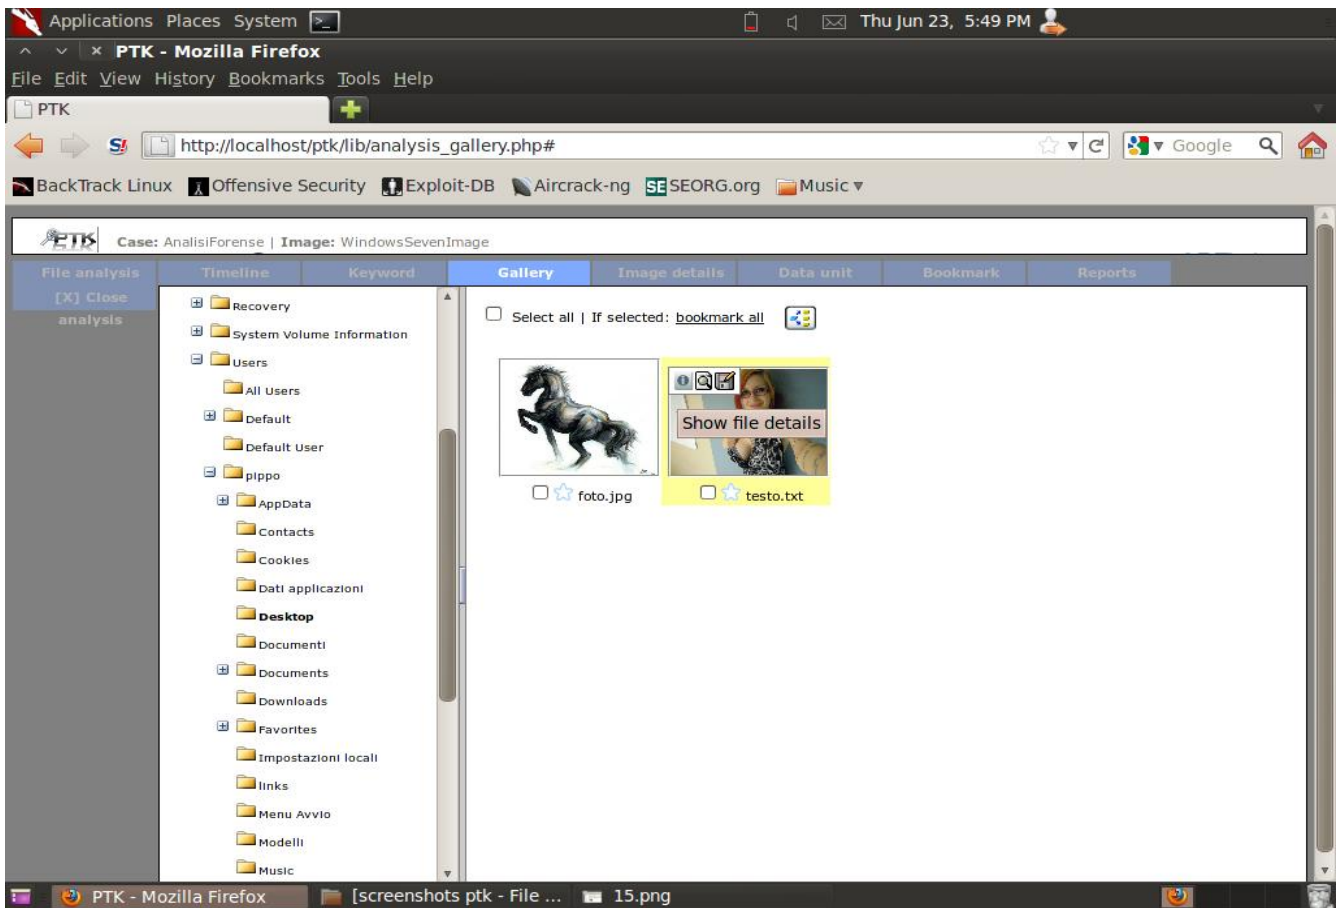 Applications Places System Thu Jun 23, 5:49 PM
PTK - Mozilla Firefox
File Edit View History Bookmarks Tools Help
PTK
http://localhost/ptk/lib/analysis_gallery.php# Google
BackTrack Linux Offensive Security Exploit-DB Aircrack-ng SEORG.org Music
PTK Case: AnalisiForense | Image: WindowsSevenImage
File analysis Timeline Keyword Gallery Image details Data unit Bookmark Reports
[X] Close
analysis
Recovery
System Volume Information
Users
All Users
Default
Default User
pippo
AppData
Contacts
Cookies
Dati applicazioni
Desktop
Documenti
Documents
Downloads
Favorites
Impostazioni locali
links
Menu Avvio
Modelli
Music
Select all | If selected: bookmark all
Show file details
foto.jpg testo.txt
PTK - Mozilla Firefox [screenshots ptk - File ... 15.png